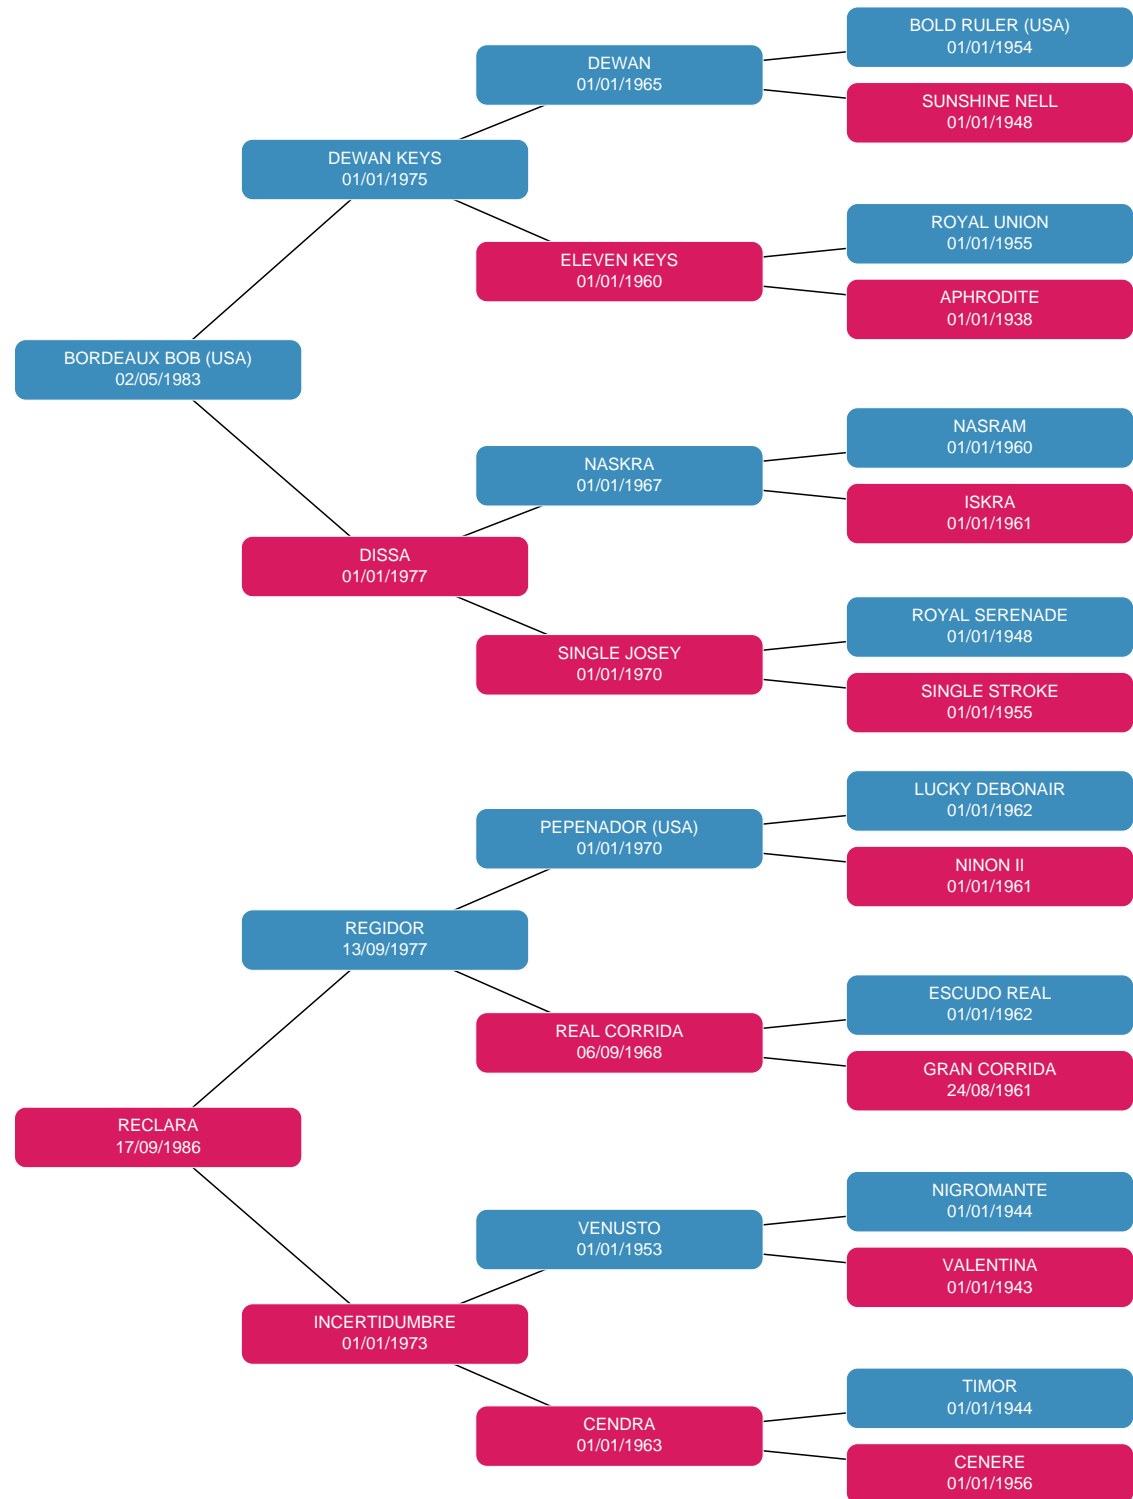 BOLD RULER (USA)
01/01/1954
DEWAN
01/01/1965
SUNSHINE NELL
01/01/1948
DEWAN KEYS
01/01/1975
ROYAL UNION
01/01/1955
ELEVEN KEYS
01/01/1960
APHRODITE
01/01/1938
BORDEAUX BOB (USA)
02/05/1983
NASRAM
01/01/1960
NASKRA
01/01/1967
ISKRA
01/01/1961
DISSA
01/01/1977
ROYAL SERENADE
01/01/1948
SINGLE JOSEY
01/01/1970
SINGLE STROKE
01/01/1955
LUCKY DEBONAIR
01/01/1962
PEPENADOR (USA)
01/01/1970
NINON II
01/01/1961
REGIDOR
13/09/1977
ESCUDO REAL
01/01/1962
REAL CORRIDA
06/09/1968
GRAN CORRIDA
24/08/1961
RECLARA
17/09/1986
NIGROMANTE
01/01/1944
VENUSTO
01/01/1953
VALENTINA
01/01/1943
INCERTIDUMBRE
01/01/1973
TIMOR
01/01/1944
CENDRA
01/01/1963
CENERE
01/01/1956